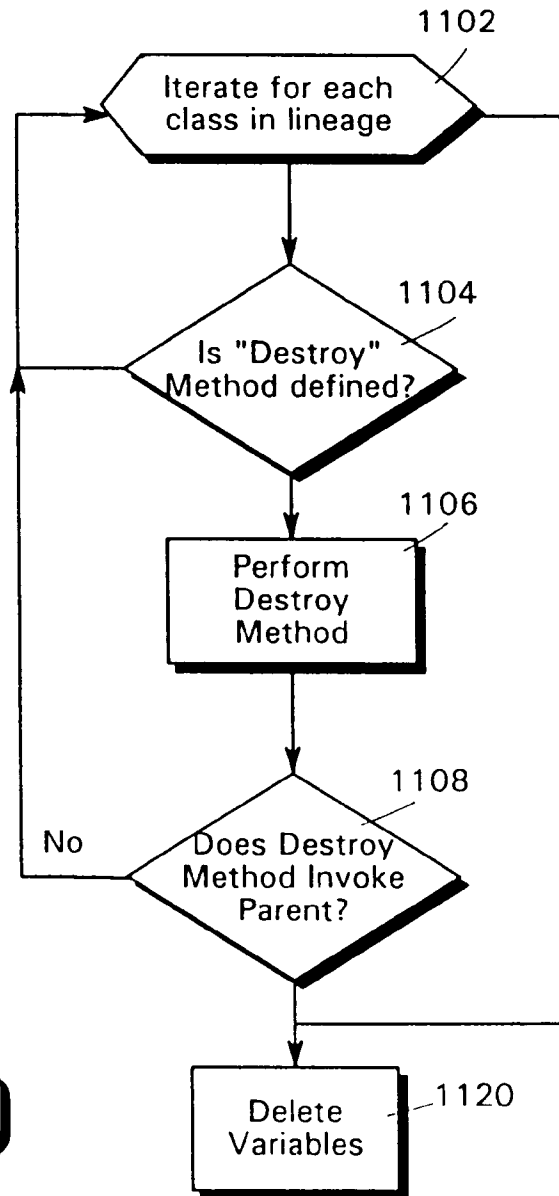 1102
Iterate for each
class in lineage
1104
Is "Destroy"
Method defined?
1106
Perform
Destroy
Method
1108
No
Does Destroy
Method Invoke
Parent?
1120
Delete
Variables